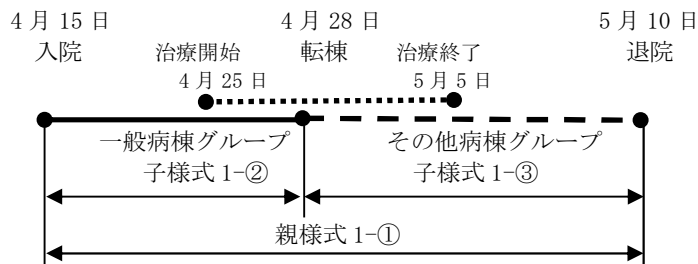 4 月 15 日
入院
4 月 28 日
転棟
5 月 10 日
退院
治療開始
4 月 25 日
治療終了
5 月 5 日
一般病棟グループ
子様式 1-②
その他病棟グループ
子様式 1-③
親様式 1-①